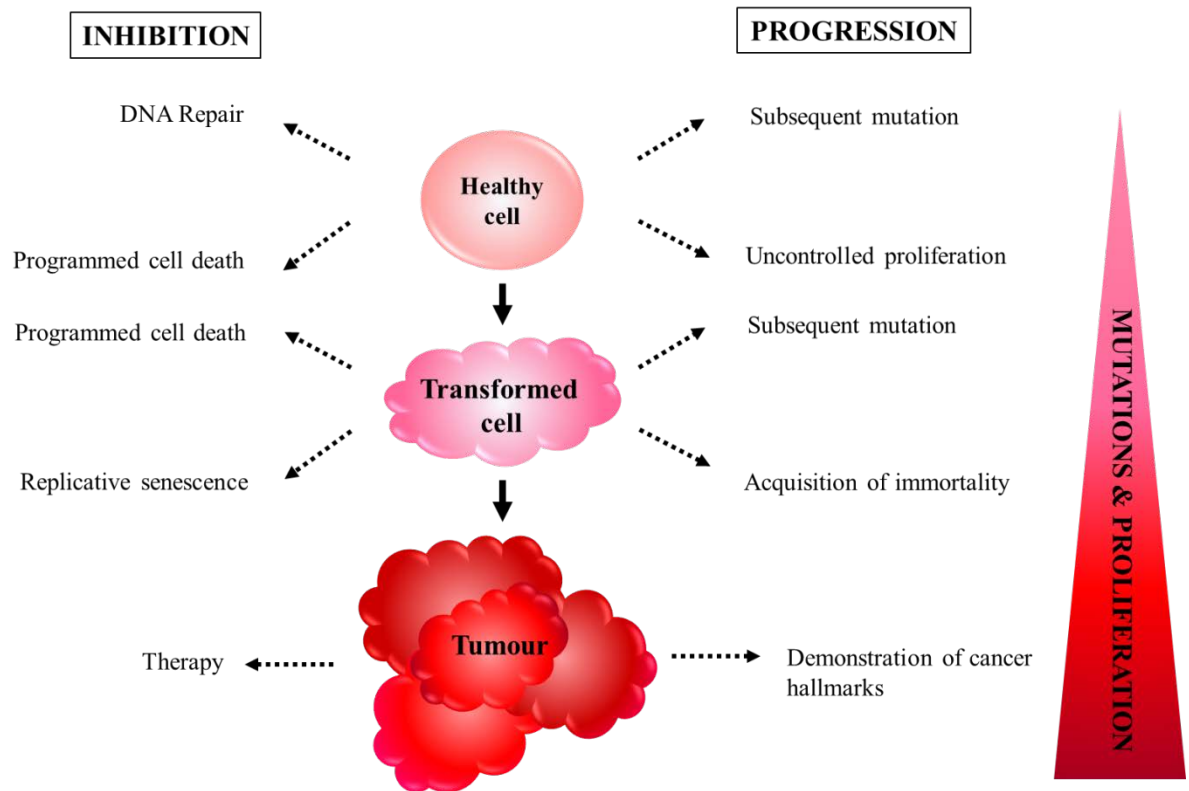 INHIBITION
PROGRESSION
DNA Repair
Subsequent mutation
Healthy
cell
Programmed cell death
Uncontrolled proliferation
Programmed cell death
Subsequent mutation
Transformed
cell
Replicative senescence
Acquisition of immortality
Tumour
Therapy
Demonstration of cancer
hallmarks
MUTATIONS & PROLIFERATION